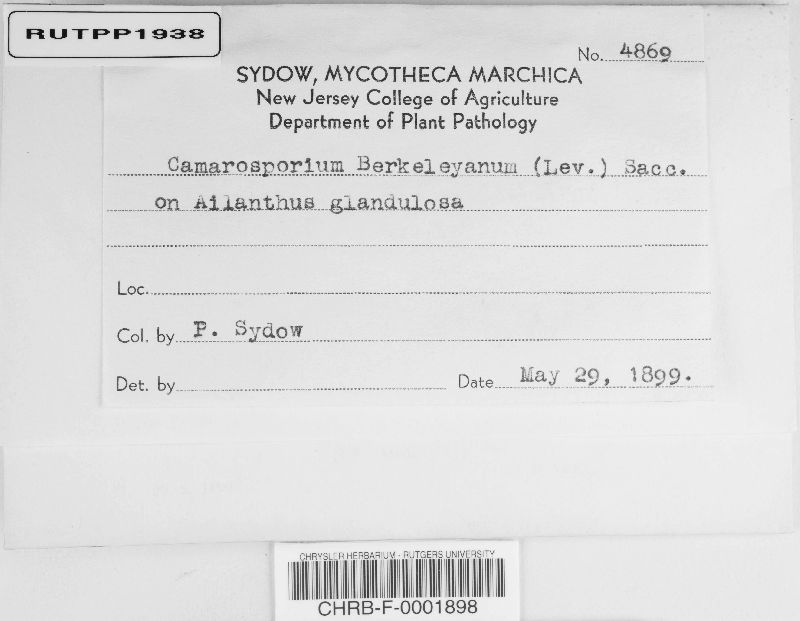 RUTPP1938
No. 4869
SYDOW, MYCOTHECA MARCHICA
New Jersey College of Agriculture
Department of Plant Pathology
Camarosporium Berkeleyanum (Lev.) Sacc.
on Ailanthus glandulosa
Loc.
Col. by P. Sydow
Det. by Date May 29, 1899.
CHRYSLER HERBARIUM - RUTGERS UNIVERSITY
CHRB-F-0001898